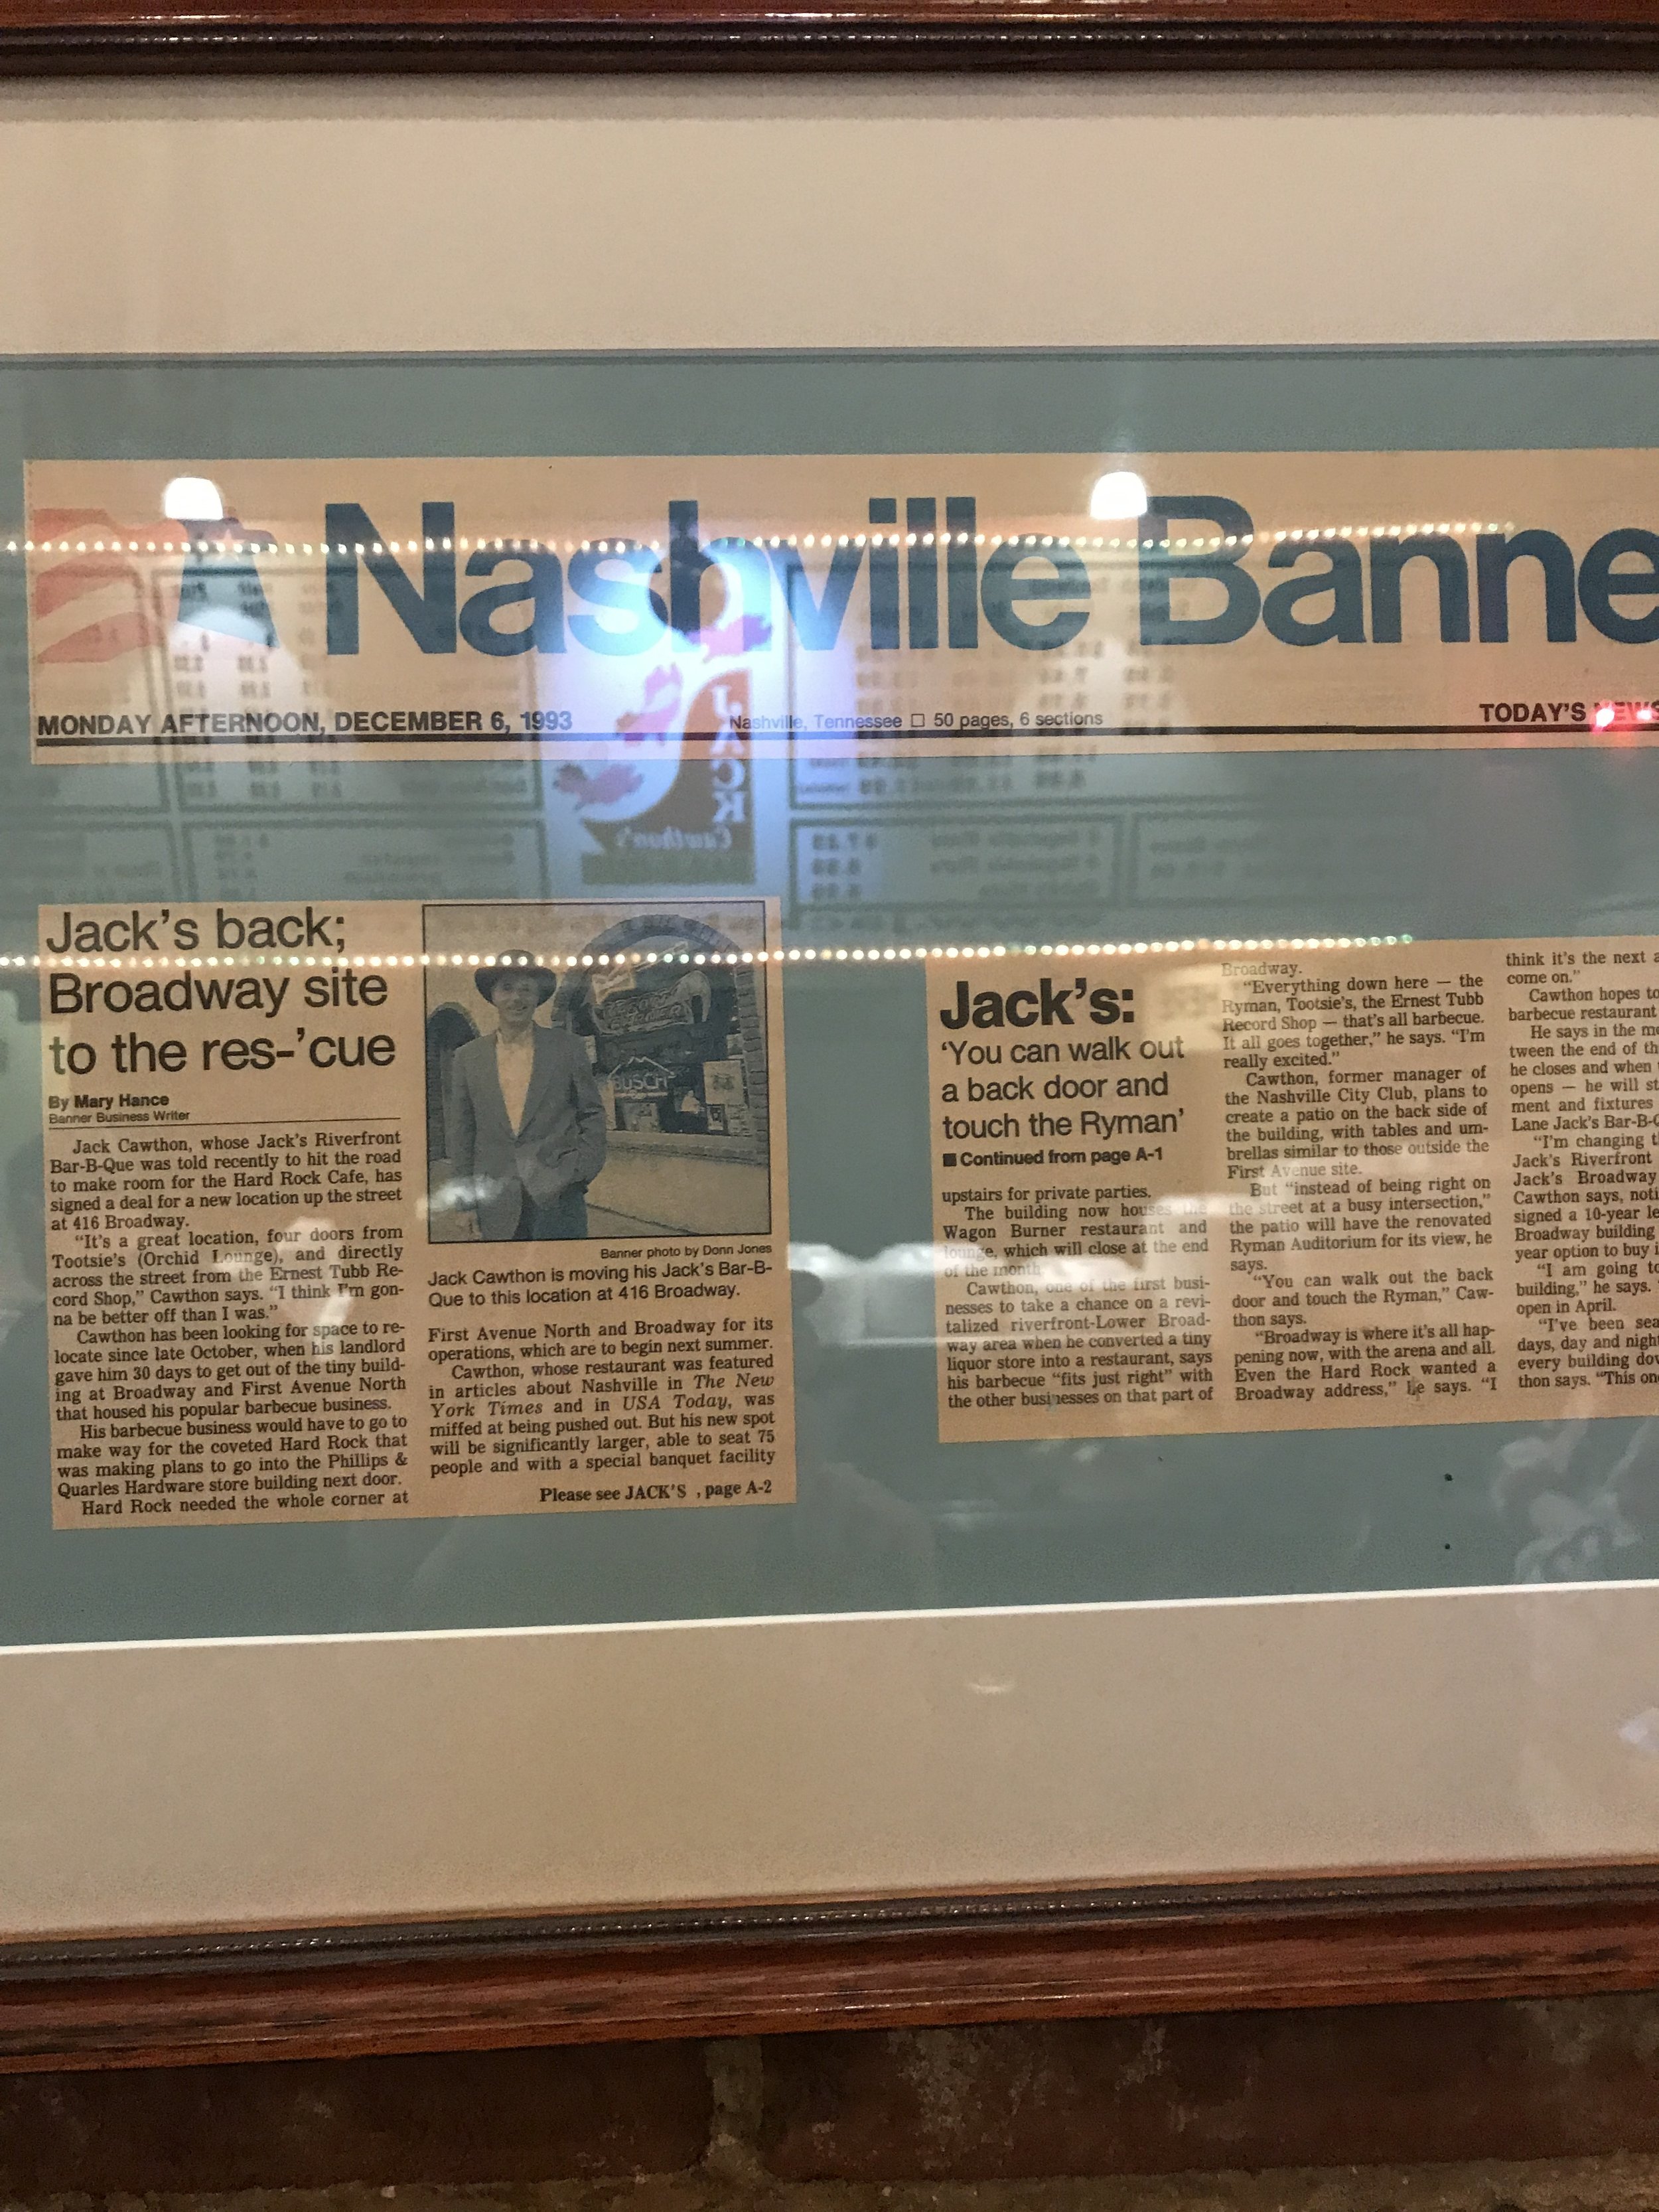 Nashville Banne
MONDAY AFTERNOON, DECEMBER 6, 1993
Nashville, Tennessee □ 50 pages, 6 sections
TODAY'S NEWS
Jack's back;
Broadway site
to the res-'cue
By Mary Hance
Banner Business Writer
Jack Cawthon, whose Jack's Riverfront
Bar-B-Que was told recently to hit the road
to make room for the Hard Rock Cafe, has
signed a deal for a new location up the street
at 416 Broadway.
"It's a great location, four doors from
Tootsie's (Orchid Lounge), and directly
across the street from the Ernest Tubb Re-
cord Shop," Cawthon says. "I think I'm gon-
na be better off than I was."
Cawthon has been looking for space to re-
locate since late October, when his landlord
gave him 30 days to get out of the tiny build-
ing at Broadway and First Avenue North
that housed his popular barbecue business.
His barbecue business would have to go to
make way for the coveted Hard Rock that
was making plans to go into the Phillips &
Quarles Hardware store building next door.
Hard Rock needed the whole corner at
BUSCH
Banner photo by Donn Jones
Jack Cawthon is moving his Jack's Bar-B-
Que to this location at 416 Broadway.
First Avenue North and Broadway for its
operations, which are to begin next summer.
Cawthon, whose restaurant was featured
in articles about Nashville in The New
York Times and in USA Today, was
miffed at being pushed out. But his new spot
will be significantly larger, able to seat 75
people and with a special banquet facility
Please see JACK'S , page A-2
Jack's:
'You can walk out
a back door and
touch the Ryman'
■ Continued from page A-1
upstairs for private parties.
The building now houses the
Wagon Burner restaurant and
lounge, which will close at the end
of the month
Cawthon, one of the first busi-
nesses to take a chance on a revi-
talized riverfront-Lower Broad-
way area when he converted a tiny
liquor store into a restaurant, says
his barbecue "fits just right" with
the other businesses on that part of
Broadway.
"Everything down here — the
Ryman, Tootsie's, the Ernest Tubb
Record Shop — that's all barbecue.
It all goes together," he says. "I'm
really excited."
Cawthon, former manager of
the Nashville City Club, plans to
create a patio on the back side of
the building, with tables and um-
brellas similar to those outside the
First Avenue site.
But "instead of being right on
the street at a busy intersection,"
the patio will have the renovated
Ryman Auditorium for its view, he
says.
"You can walk out the back
door and touch the Ryman," Caw-
thon says.
"Broadway is where it's all hap-
pening now, with the arena and all.
Even the Hard Rock wanted a
Broadway address," he says. "I
think it's the next a
come on."
Cawthon hopes to
barbecue restaurant
He says in the me
tween the end of th
he closes and when
opens — he will st
ment and fixtures
Lane Jack's Bar-B-Q
"I'm changing t
Jack's Riverfront
Jack's Broadway
Cawthon says, noti
signed a 10-year le
Broadway building
year option to buy i
"I am going to
building," he says.
open in April.
"I've been sea
days, day and night
every building dow
thon says. "This on
JACK
Cawthon's